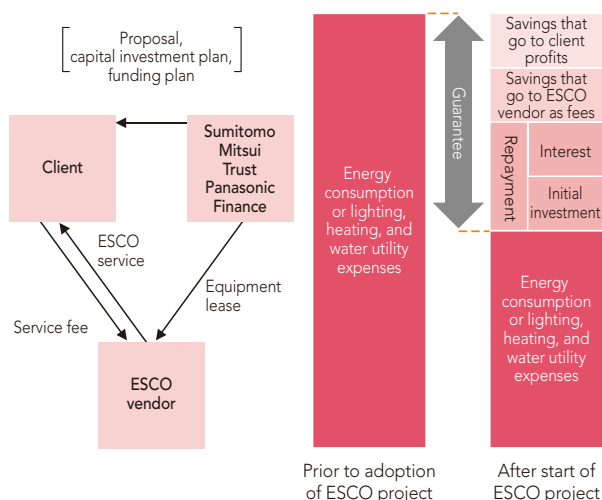 Proposal,
capital investment plan,
funding plan
Client
Sumitomo
Mitsui
Trust
Panasonic
Finance
ESCO
service
Service fee
Equipment
lease
ESCO
vendor
Energy
consumption
or lighting,
heating, and
water utility
expenses
Prior to adoption
of ESCO project
Guarantee
Savings that
go to client
profits
Savings that
go to ESCO
vendor as fees
Repayment
Interest
Initial
investment
Energy
consumption
or lighting,
heating, and
water utility
expenses
After start of
ESCO project